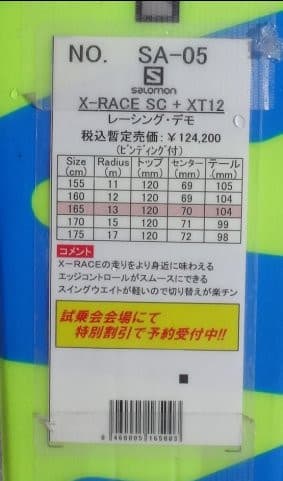 NO. SA-05
salomon
X-RACE SC + XT12
レーシング・デモ
税込暫定売価：￥124,200
(ﾋﾞﾝﾃﾞｨﾝｸﾞ付)
Size (cm) Radius (m) トップ (mm) センター (mm) テール (mm)
155 11 120 69 105
160 12 120 69 104
165 13 120 70 104
170 15 120 71 99
175 17 120 72 98
コメント
X-RACEの走りをより身近に味わえる
エッジコントロールがスムースにできる
スイングウエイトが軽いので切り替えが楽チン
試乗会会場にて
特別割引で予約受付中!!